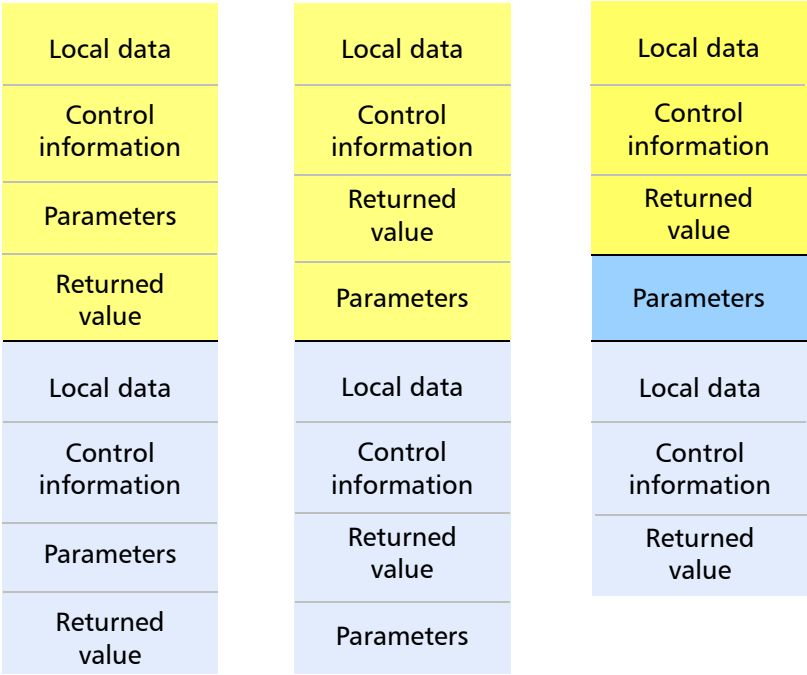 Local data
Control
information
Parameters
Returned
value
Local data
Control
information
Parameters
Returned
value
Local data
Control
information
Returned
value
Parameters
Local data
Control
information
Returned
value
Parameters
Local data
Control
information
Returned
value
Parameters
Local data
Control
information
Returned
value